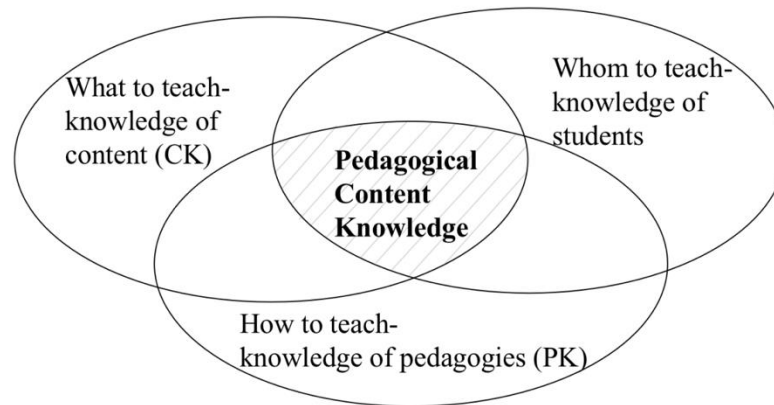 What to teach-
knowledge of
content (CK)
Whom to teach-
knowledge of
students
Pedagogical
Content
Knowledge
How to teach-
knowledge of pedagogies (PK)